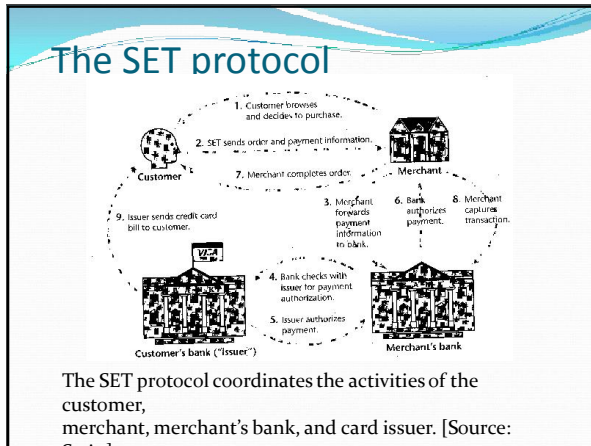 The SET protocol
1. Customer browses
and decides to purchase.
2. SET sends order and payment information.
Customer
Merchant
7. Merchant completes order.
3. Merchant
forwards
payment
information
to bank.
6. Bank
authorizes
payment.
8. Merchant
captures
transaction.
9. Issuer sends credit card
bill to customer.
VISA
4. Bank checks with
issuer for payment
authorization.
5. Issuer authorizes
payment.
Customer's bank ("issuer")
Merchant's bank
The SET protocol coordinates the activities of the
customer,
merchant, merchant's bank, and card issuer. [Source: